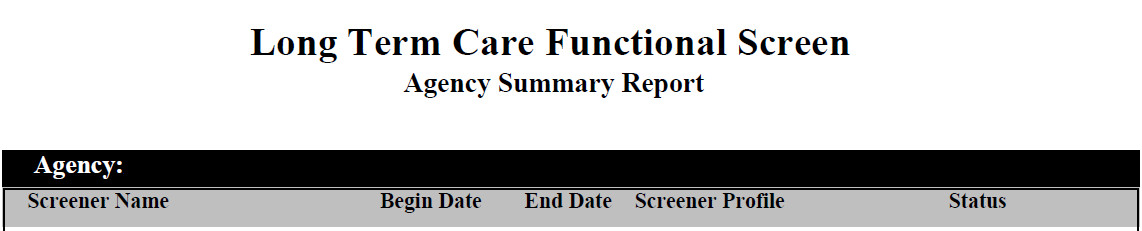 Long Term Care Functional Screen
Agency Summary Report
Agency:
Screener Name Begin Date End Date Screener Profile Status